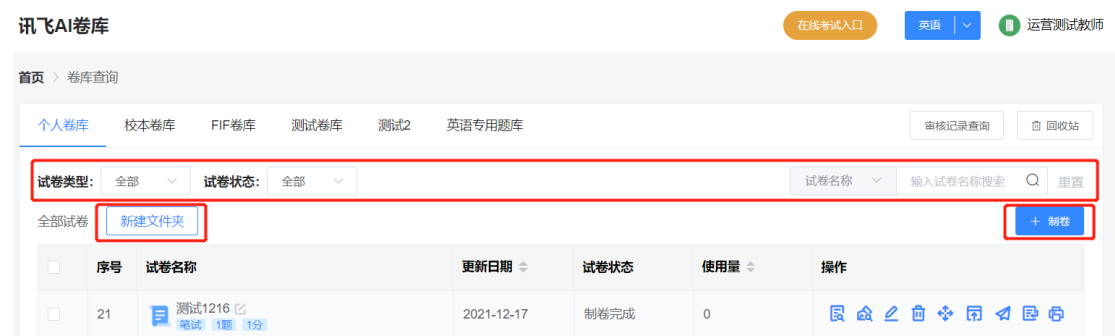 讯飞AI卷库 在线考试入口 英语 运营测试教师
首页 > 卷库查询
个人卷库 校本卷库 FIF卷库 测试卷库 测试2 英语专用题库 审核记录查询 回收站
试卷类型: 全部 试卷状态: 全部 试卷名称 输入试卷名称搜索 重置
全部试卷 新建文件夹 + 制卷
序号 试卷名称 更新日期 试卷状态 使用量 操作
21 测试1216 2021-12-17 制卷完成 0
笔试 1题 1分